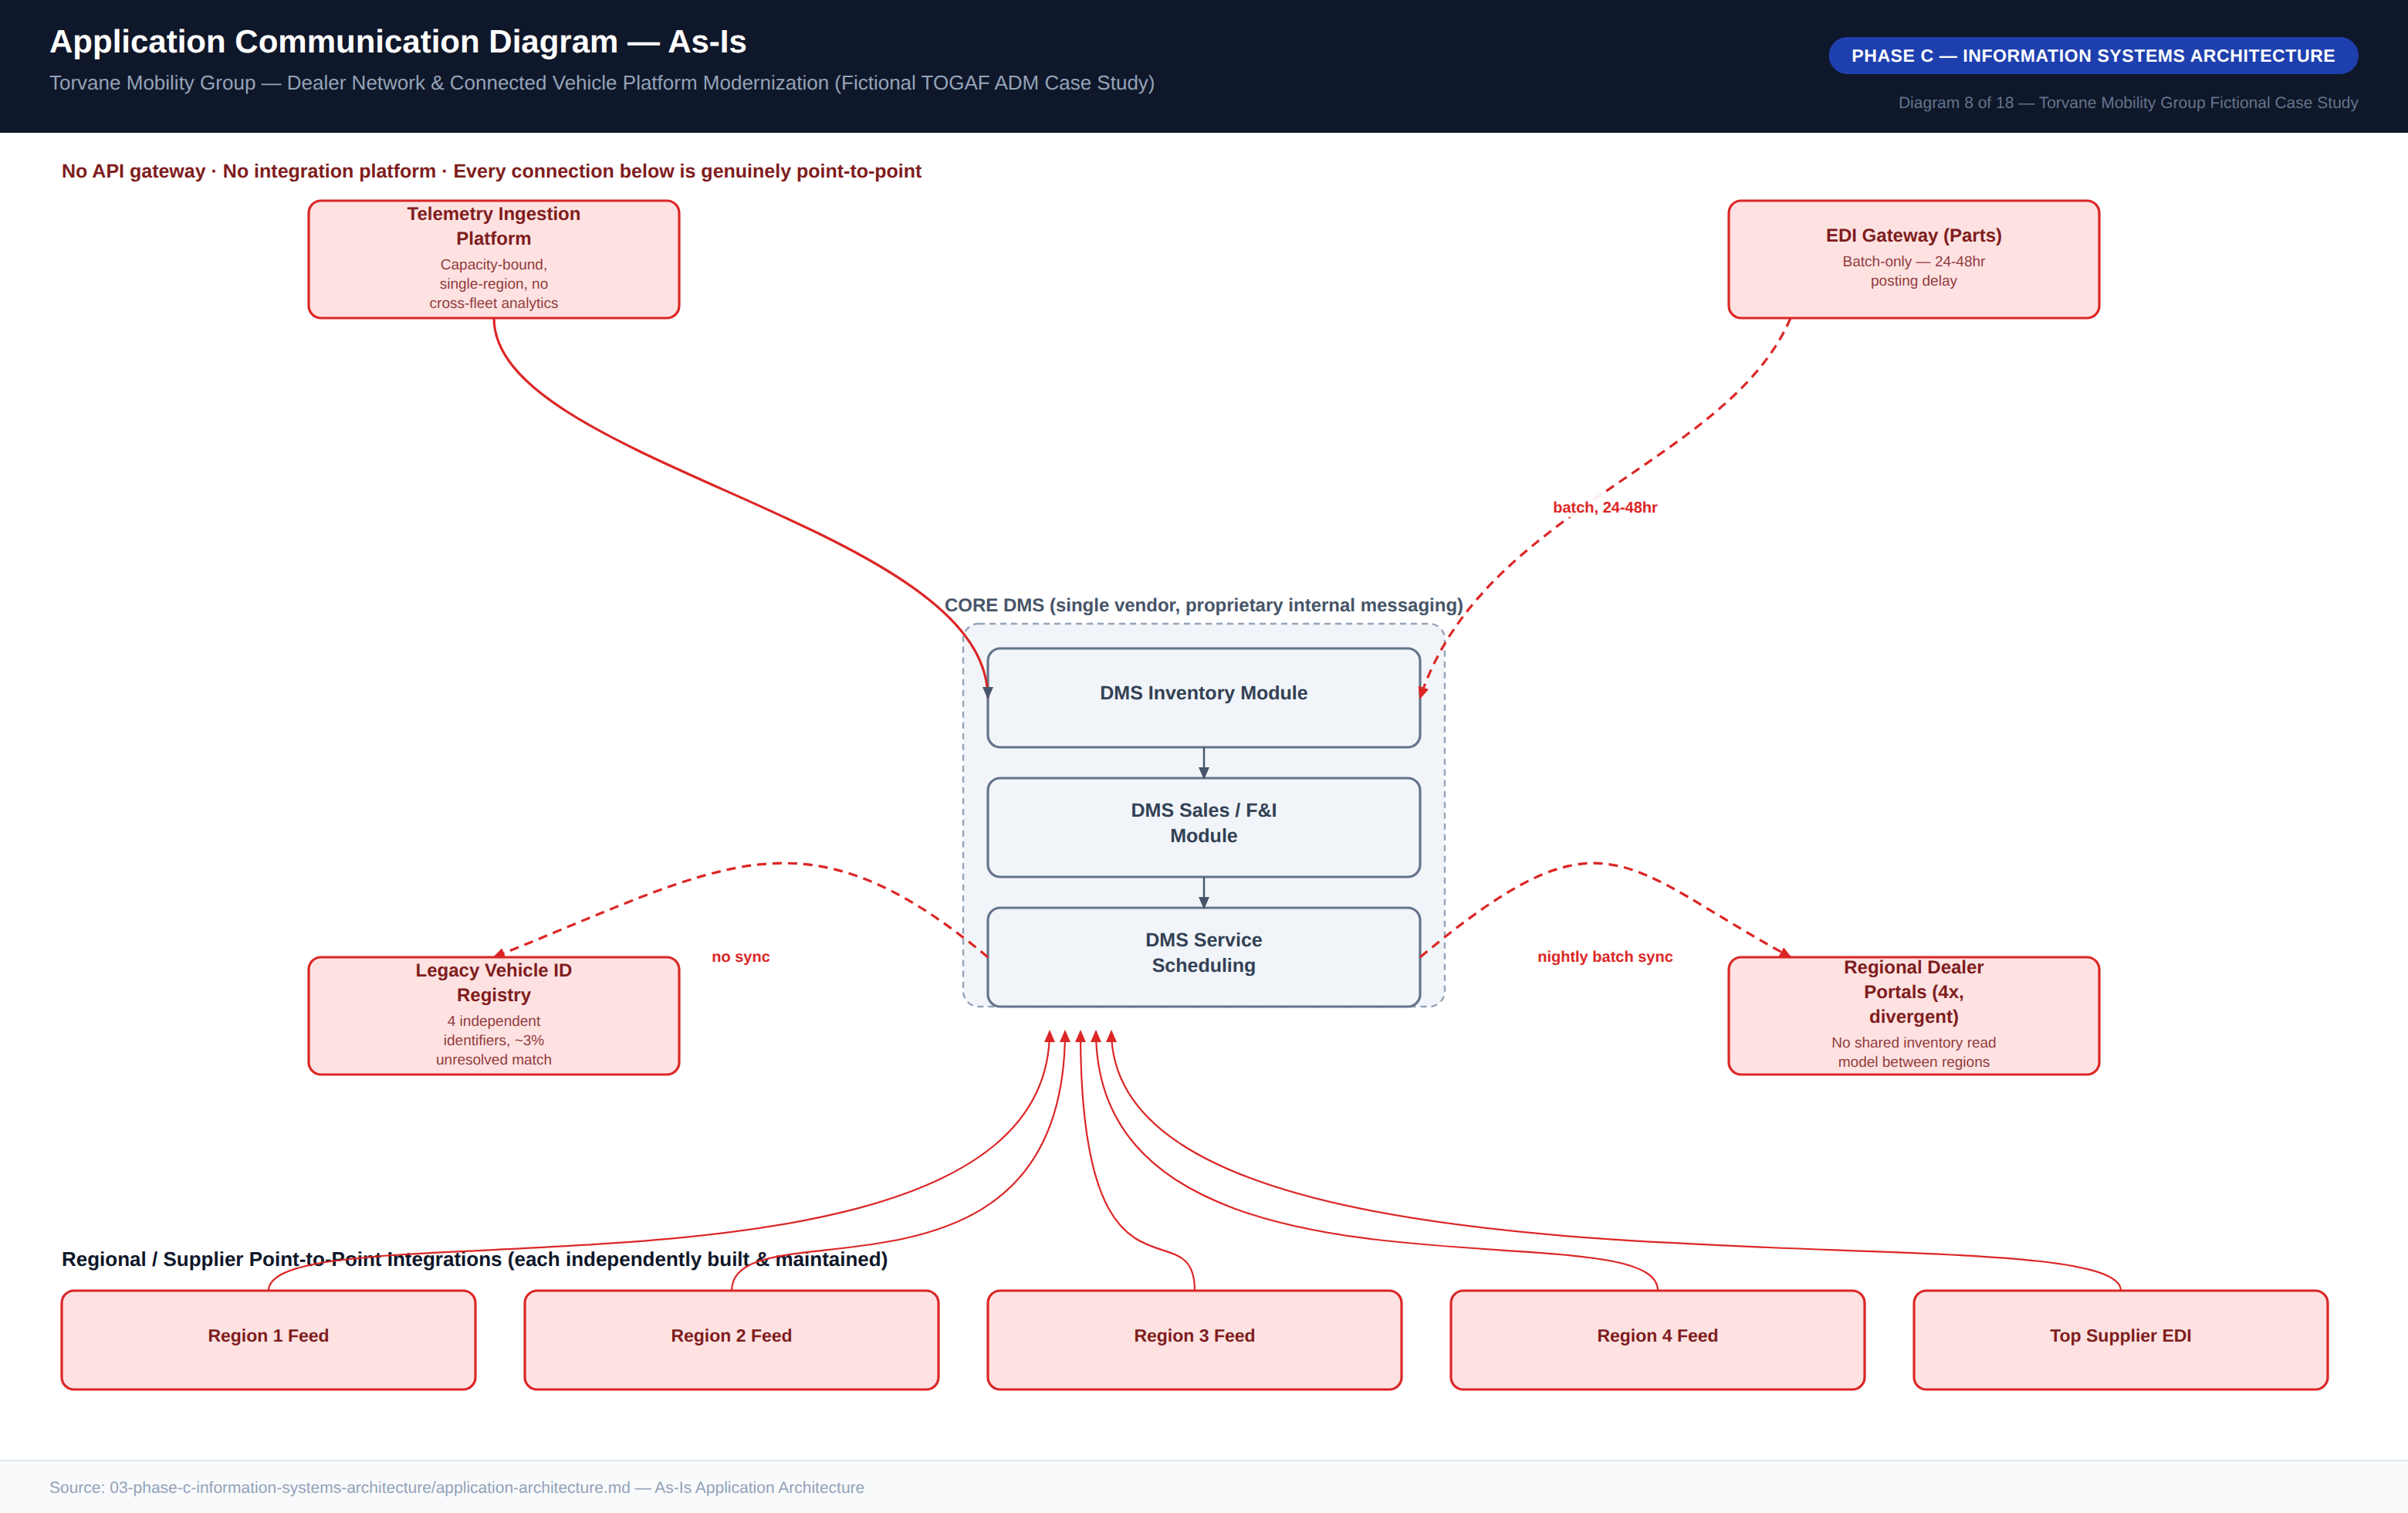 Application Communication Diagram — As-Is
Torvane Mobility Group — Dealer Network & Connected Vehicle Platform Modernization (Fictional TOGAF ADM Case Study)
PHASE C — INFORMATION SYSTEMS ARCHITECTURE
Diagram 8 of 18 — Torvane Mobility Group Fictional Case Study
No API gateway · No integration platform · Every connection below is genuinely point-to-point
Telemetry Ingestion
Platform
Capacity-bound,
single-region, no
cross-fleet analytics
EDI Gateway (Parts)
Batch-only — 24-48hr
posting delay
batch, 24-48hr
CORE DMS (single vendor, proprietary internal messaging)
DMS Inventory Module
DMS Sales / F&I
Module
DMS Service
Scheduling
no sync
nightly batch sync
Legacy Vehicle ID
Registry
4 independent
identifiers, ~3%
unresolved match
Regional Dealer
Portals (4x,
divergent)
No shared inventory read
model between regions
Regional / Supplier Point-to-Point Integrations (each independently built & maintained)
Region 1 Feed
Region 2 Feed
Region 3 Feed
Region 4 Feed
Top Supplier EDI
Source: 03-phase-c-information-systems-architecture/application-architecture.md — As-Is Application Architecture